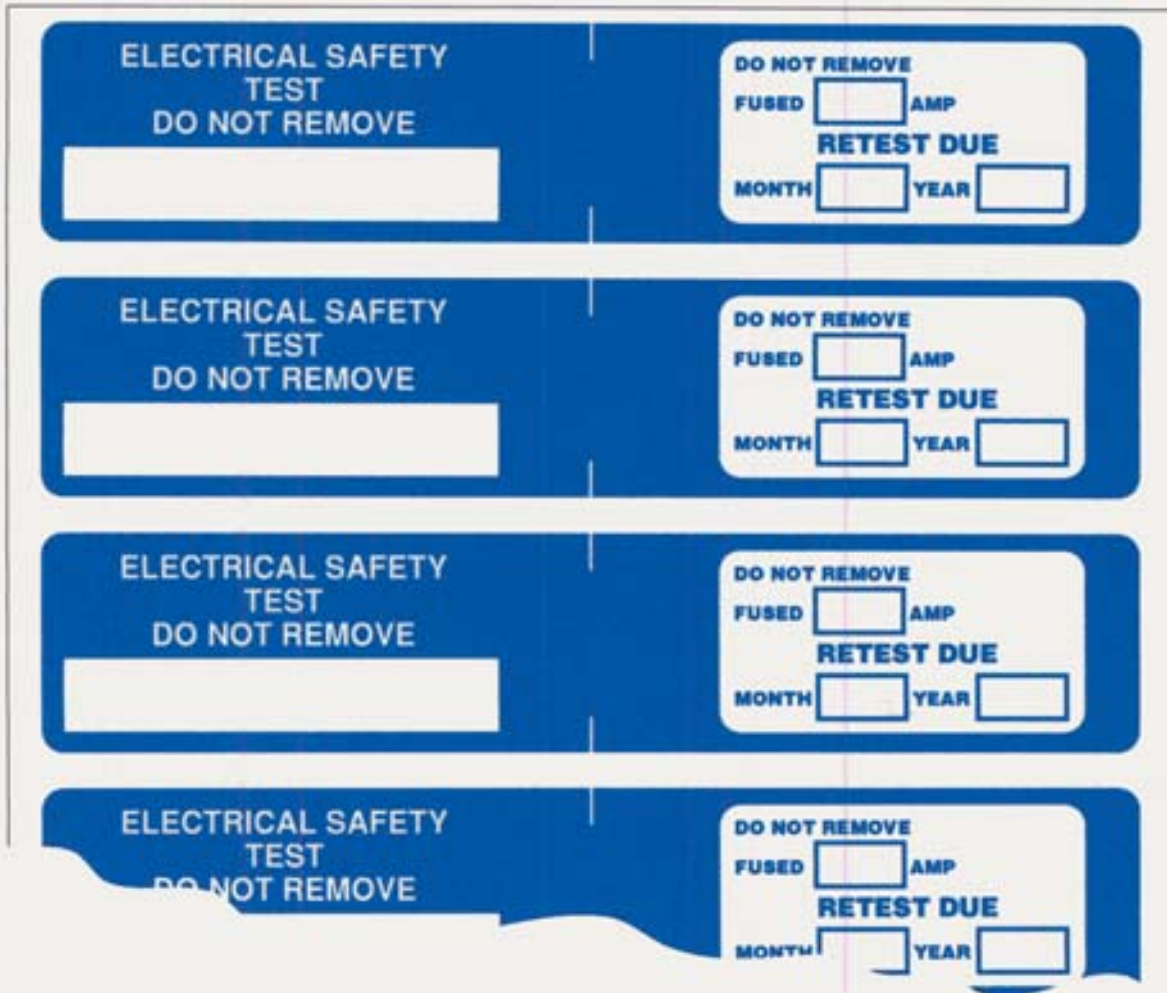 ELECTRICAL SAFETY
TEST
DO NOT REMOVE
DO NOT REMOVE
FUSED AMP
RETEST DUE
MONTH YEAR
ELECTRICAL SAFETY
TEST
DO NOT REMOVE
DO NOT REMOVE
FUSED AMP
RETEST DUE
MONTH YEAR
ELECTRICAL SAFETY
TEST
DO NOT REMOVE
DO NOT REMOVE
FUSED AMP
RETEST DUE
MONTH YEAR
ELECTRICAL SAFETY
TEST
DO NOT REMOVE
DO NOT REMOVE
FUSED AMP
RETEST DUE
MONTH YEAR